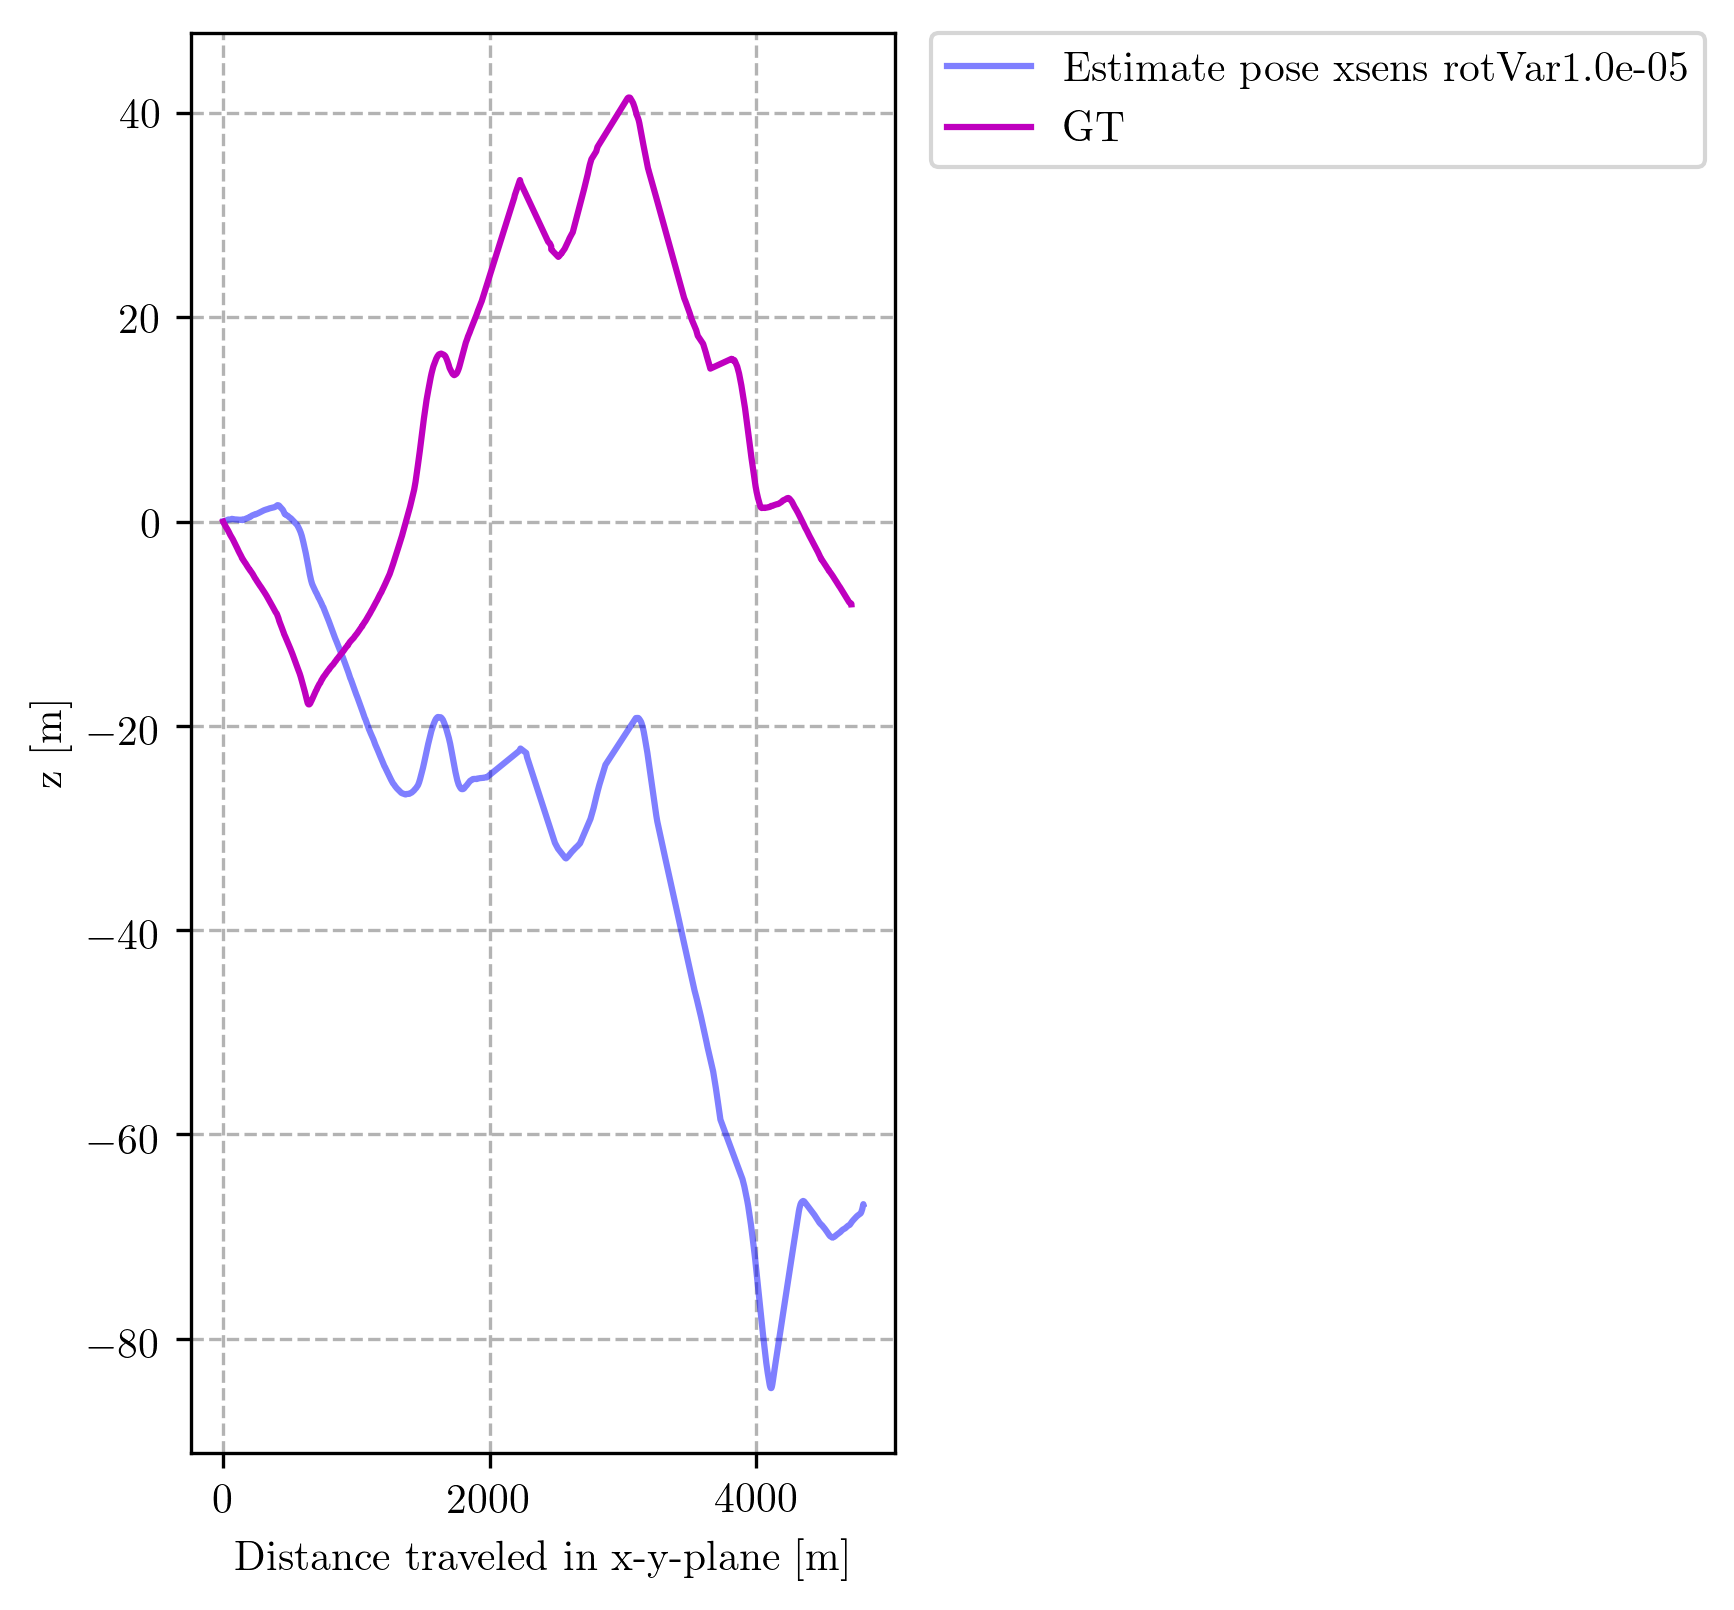 Estimate pose xsens rotVar1.0e-05
GT
40
20
0
−20
−40
−60
−80
z [m]
0 2000 4000
Distance traveled in x-y-plane [m]